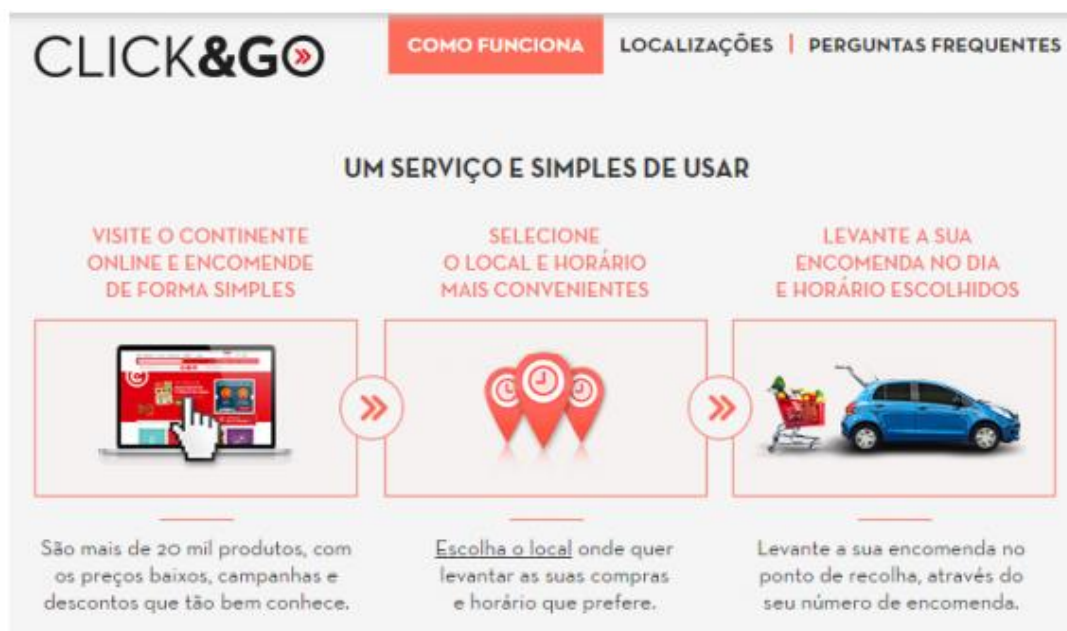 CLICK&GO
COMO FUNCIONA
LOCALIZAÇÕES | PERGUNTAS FREQUENTES
UM SERVIÇO E SIMPLES DE USAR
VISITE O CONTINENTE
ONLINE E ENCOMENDE
DE FORMA SIMPLES
SELECIONE
O LOCAL E HORÁRIO
MAIS CONVENIENTES
LEVANTE A SUA
ENCOMENDA NO DIA
E HORÁRIO ESCOLHIDOS
São mais de 20 mil produtos, com
os preços baixos, campanhas e
descontos que tão bem conhece.
Escolha o local onde quer
levantar as suas compras
e horário que prefere.
Levante a sua encomenda no
ponto de recolha, através do
seu número de encomenda.